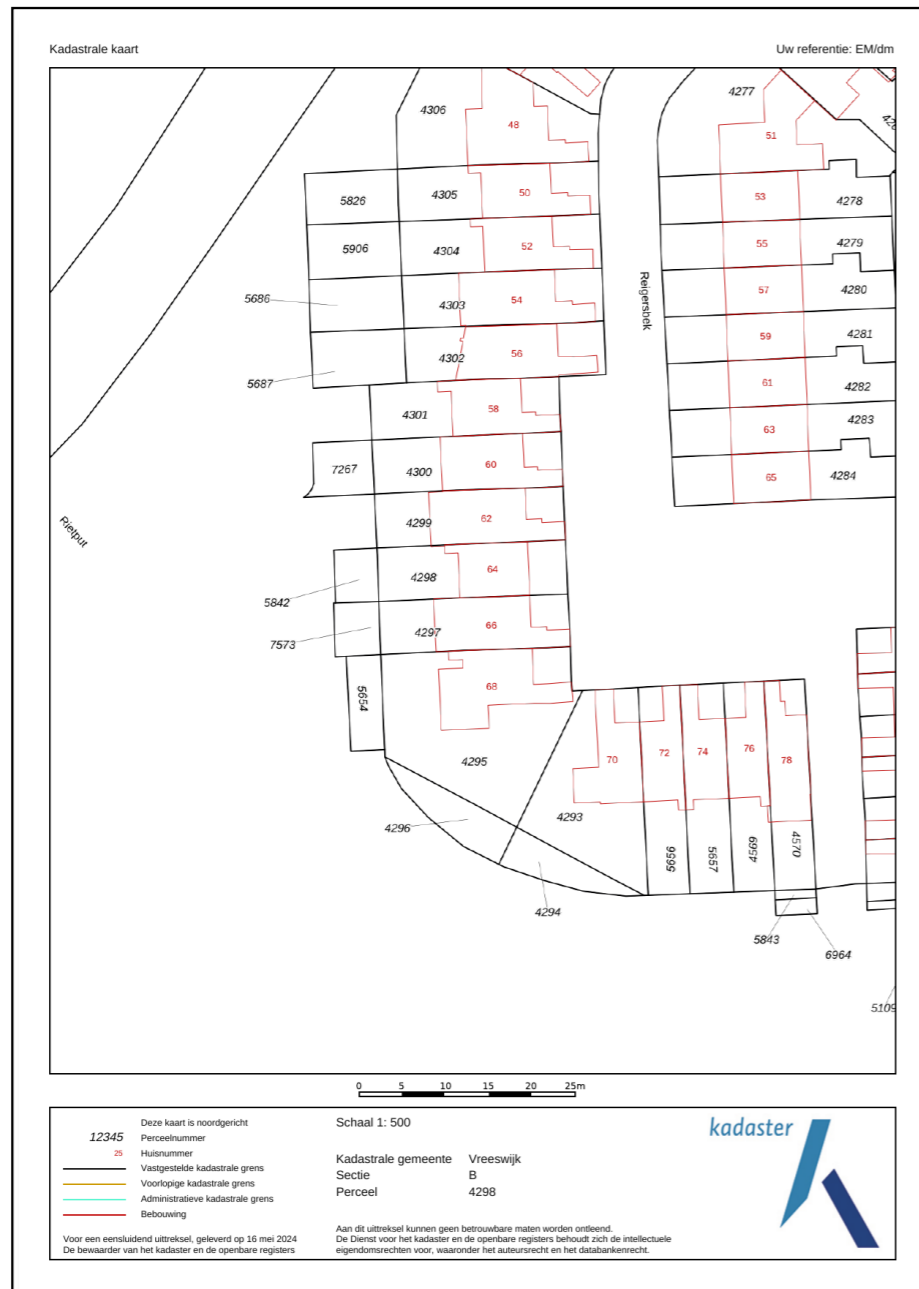 Kadastrale kaart
Uw referentie: EM/dm
4277
4306
48
51
5826
4305
50
53
4278
5906
4304
52
55
4279
5686
4303
54
Reigersbek
57
4280
4302
56
59
4281
5687
61
4282
4301
58
63
4283
7267
4300
60
65
4284
Rietput
4299
62
5842
4298
64
7573
4297
66
5654
68
4295
70
72
74
76
78
4296
4293
5657
6954
4570
4294
5843
6964
5109
0 5 10 15 20 25m
Deze kaart is noordgericht
12345 Perceelnummer
25 Huisnummer
Vastgestelde kadastrale grens
Voorlopige kadastrale grens
Administratieve kadastrale grens
Bebouwing
Voor een eensluidend uittreksel, geleverd op 16 mei 2024
De bewaarder van het kadaster en de openbare registers
Schaal 1: 500
Kadastrale gemeente Vreeswijk
Sectie B
Perceel 4298
Aan dit uittreksel kunnen geen betrouwbare maten worden ontleend.
De Dienst voor het kadaster en de openbare registers behoudt zich de intellectuele
eigendomsrechten voor, waaronder het auteursrecht en het databankenrecht.
kadaster